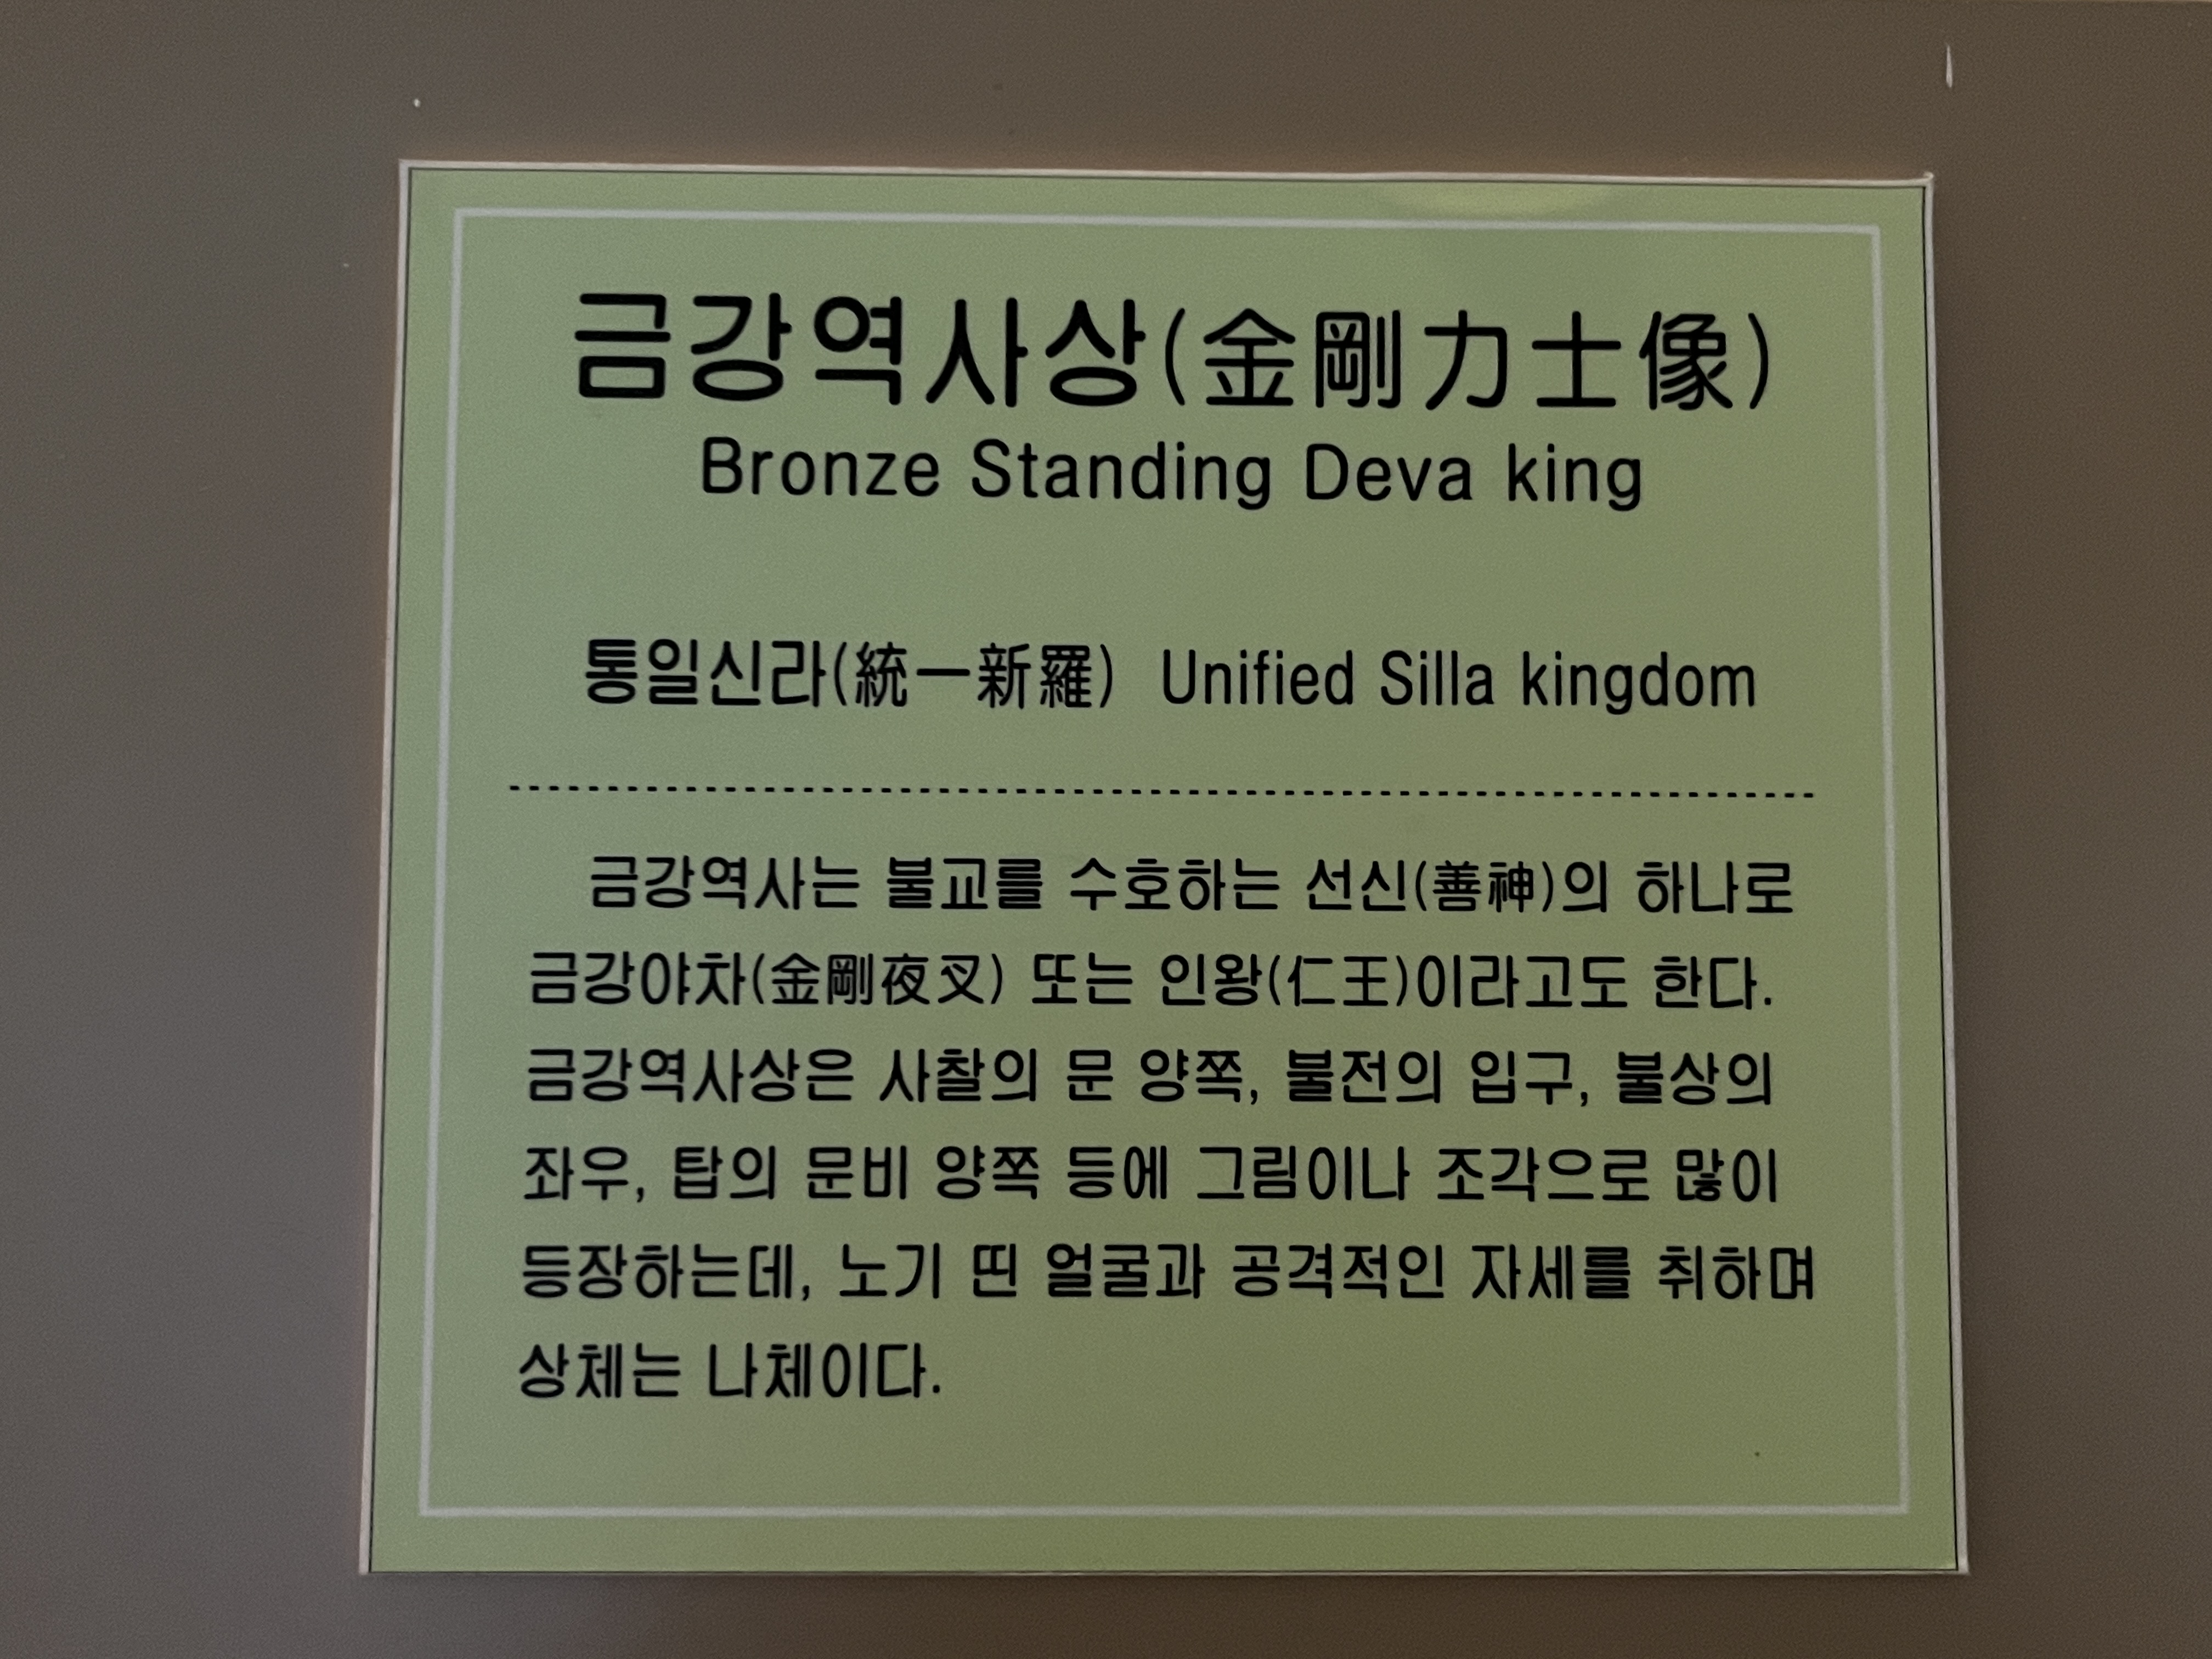 금강역사상(金剛力士像)
Bronze Standing Deva king
통일신라(統一新羅) Unified Silla kingdom
금강역사는 불교를 수호하는 선신(善神)의 하나로
금강야차(金剛夜叉) 또는 인왕(仁王)이라고도 한다.
금강역사상은 사찰의 문 양쪽, 불전의 입구, 불상의
좌우, 탑의 문비 양쪽 등에 그림이나 조각으로 많이
등장하는데, 노기 띤 얼굴과 공격적인 자세를 취하며
상체는 나체이다.